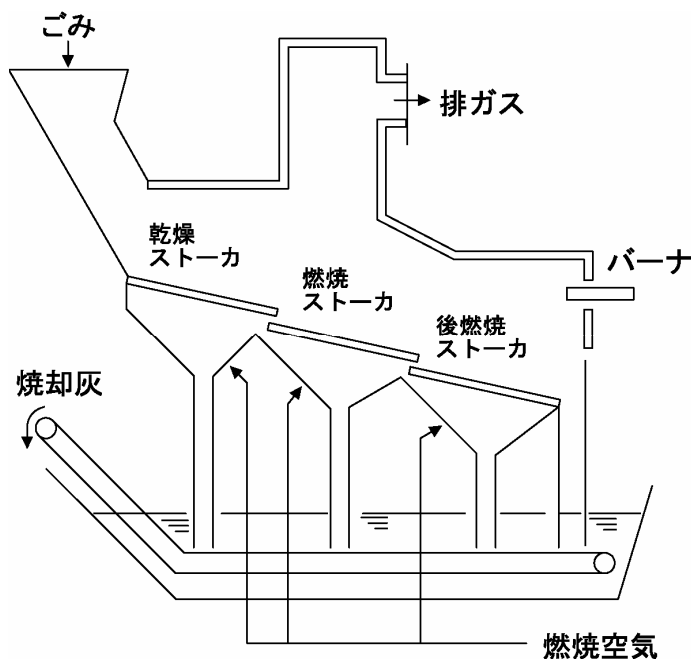 ごみ
排ガス
乾燥
ストーカ
バーナ
燃焼
ストーカ
後燃焼
ストーカ
焼却灰
燃焼空気